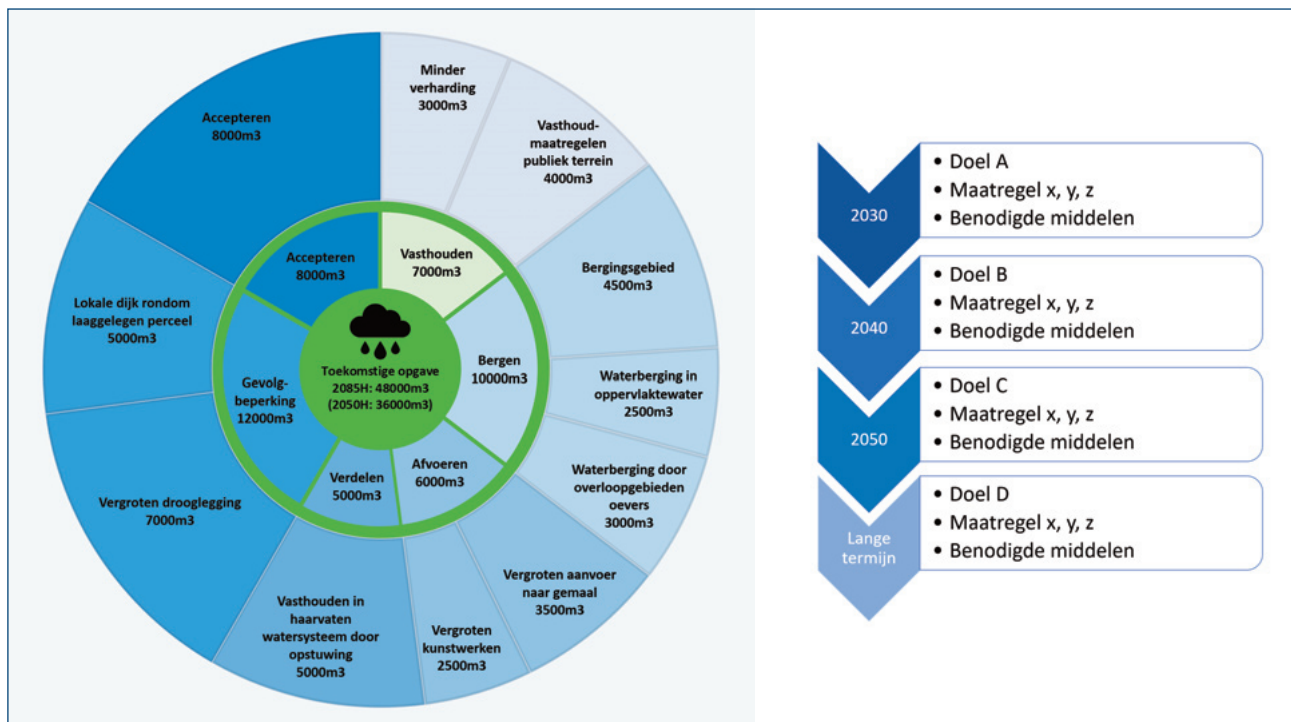 Minder
verharding
3000m3
Vasthoud-
maatregelen
publiek terrein
4000m3
Bergingsgebied
4500m3
Waterberging in
oppervlaktewater
2500m3
Waterberging door
overloopgebieden
oevers
3000m3
Vergroten aanvoer
naar gemaal
3500m3
Vergroten
kunstwerken
2500m3
Vasthouden in
haarvaten
watersysteem door
opstuwing
5000m3
Vergroten drooglegging
7000m3
Lokale dijk rondom
laaggelegen perceel
5000m3
Accepteren
8000m3
Vasthouden
7000m3
Bergen
10000m3
Afvoeren
6000m3
Verdelen
5000m3
Gevolg-
beperking
12000m3
Accepteren
8000m3
Toekomstige opgave
2085H: 48000m3
(2050H: 36000m3)
2030
• Doel A
• Maatregel x, y, z
• Benodigde middelen
2040
• Doel B
• Maatregel x, y, z
• Benodigde middelen
2050
• Doel C
• Maatregel x, y, z
• Benodigde middelen
Lange
termijn
• Doel D
• Maatregel x, y, z
• Benodigde middelen